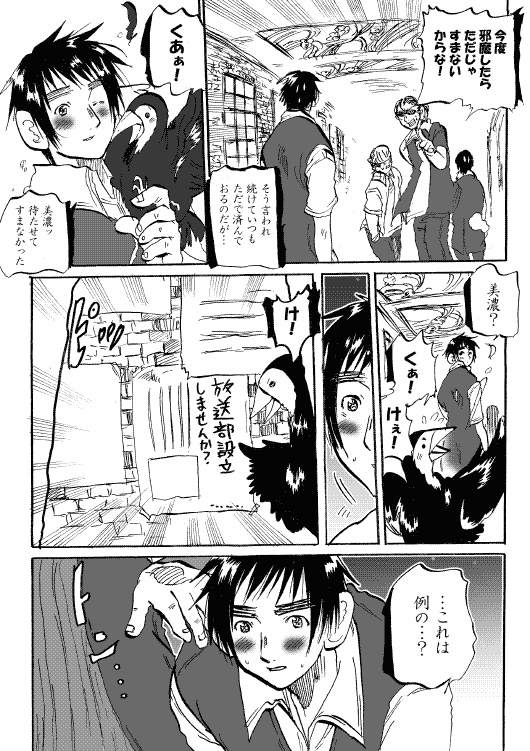 今度
邪魔したら
ただじゃ
すまない
からな!
そう言われ
続けていつも
ただで済んで
おるのだが…
くあぁ!
美濃ッ
待たせて
すまなかった
美濃?
くぁ!
けぇ!
け!
放送部設立
しませんか?
…これは
例の…?